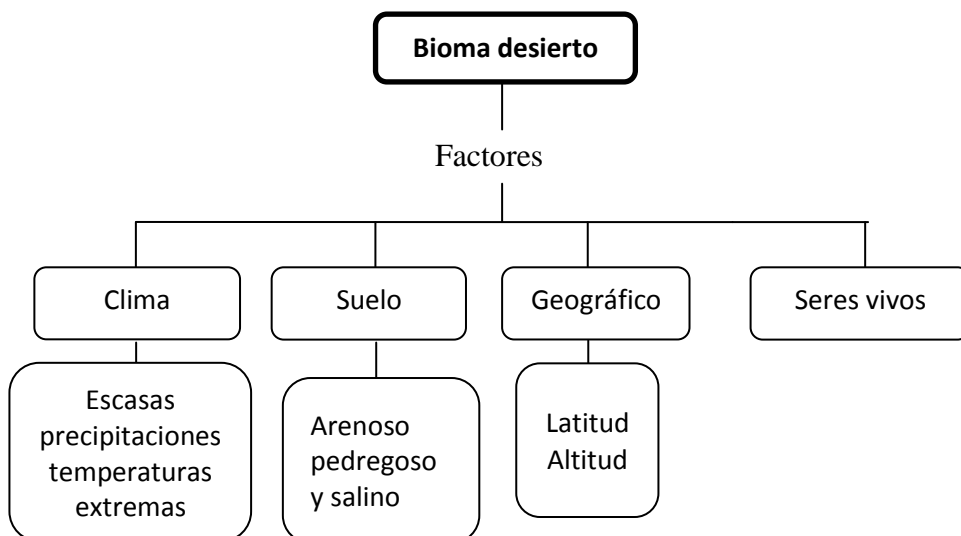 Bioma desierto
Factores
Clima
Suelo
Geográfico
Seres vivos
Escasas
precipitaciones
temperaturas
extremas
Arenoso
pedregoso
y salino
Latitud
Altitud